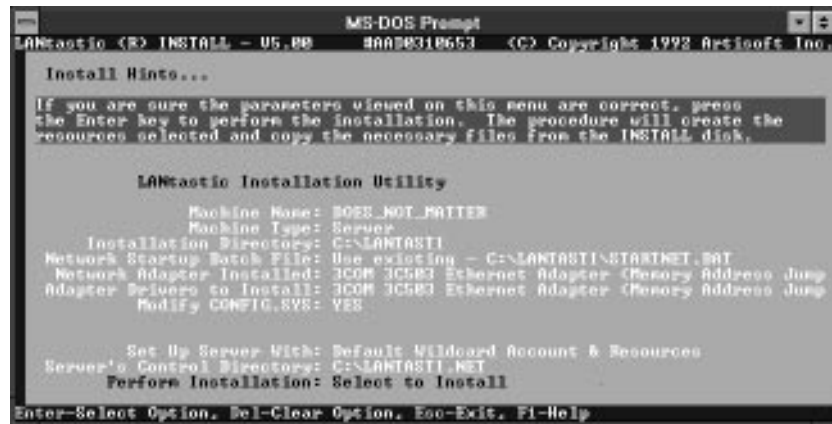 MS-DOS Prompt
LANtastic (R) INSTALL - V5.00 #AAD0310653 (C) Copyright 1992 Artisoft Inc.
Install Hints...
If you are sure the parameters viewed on this menu are correct, press
the Enter key to perform the installation. The procedure will create the
resources selected and copy the necessary files from the INSTALL disk.
LANtastic Installation Utility
Machine Name: DOES_NOT_MATTER
Machine Type: Server
Installation Directory: C:\LANTASTI
Network Startup Batch File: Use existing - C:\LANTASTI\STARTNET.BAT
Network Adapter Installed: 3COM 3C503 Ethernet Adapter (Memory Address Jump
Adapter Drivers to Install: 3COM 3C503 Ethernet Adapter (Memory Address Jump
Modify CONFIG.SYS: YES
Set Up Server With: Default Wildcard Account & Resources
Server's Control Directory: C:\LANTASTI.NET
Perform Installation: Select to Install
Enter-Select Option, Del-Clear Option, Esc-Exit, F1-Help